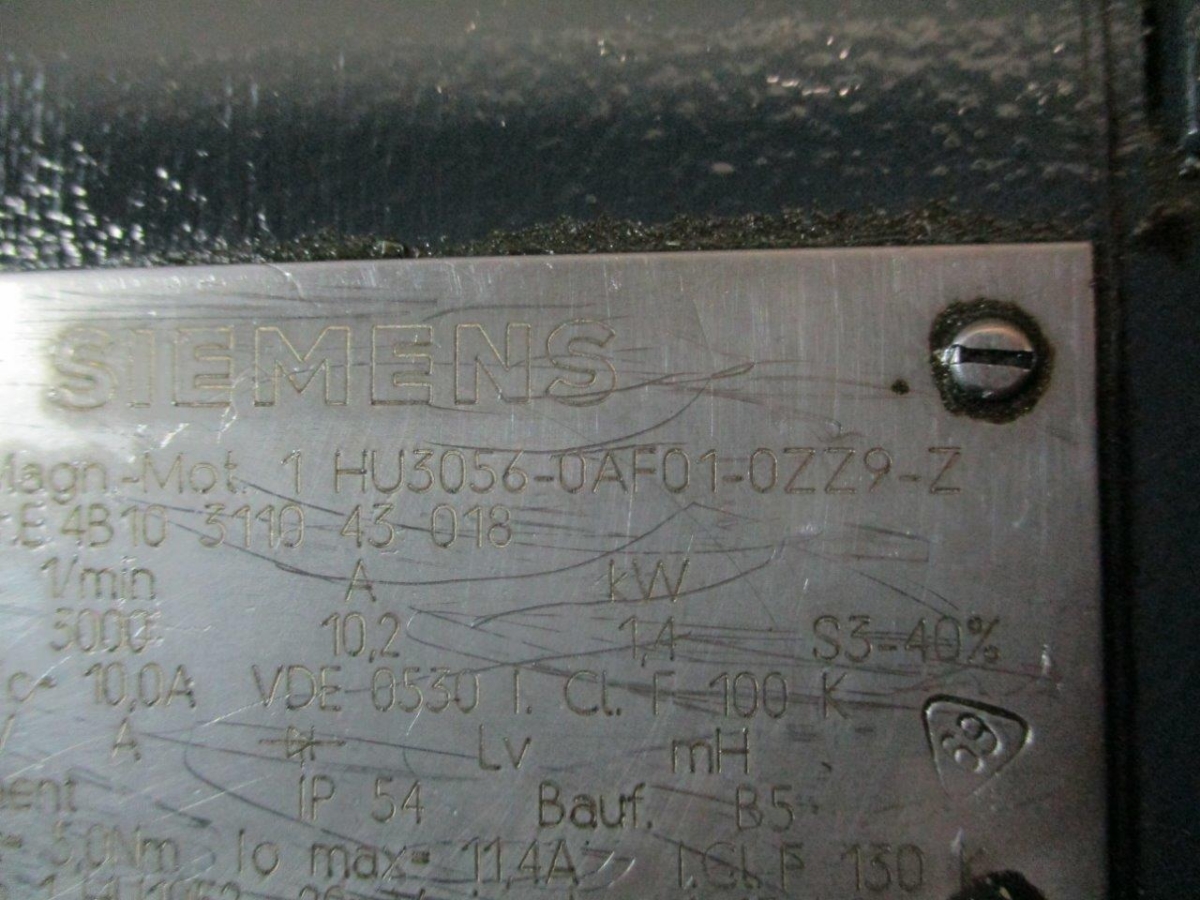 SIEMENS
Magn.-Mot. 1 HU3056-0AF01-0ZZ9-Z
E 4B10 3110 43 018
1/min A kW
3000 10,2 1,4 S3-40%
10,0A VDE 0530 I. Cl. F 100 K
A Lv mH
69
IP 54 Bauf. B5
5,0Nm Io max= 11,4A I.Cl.F 130 K